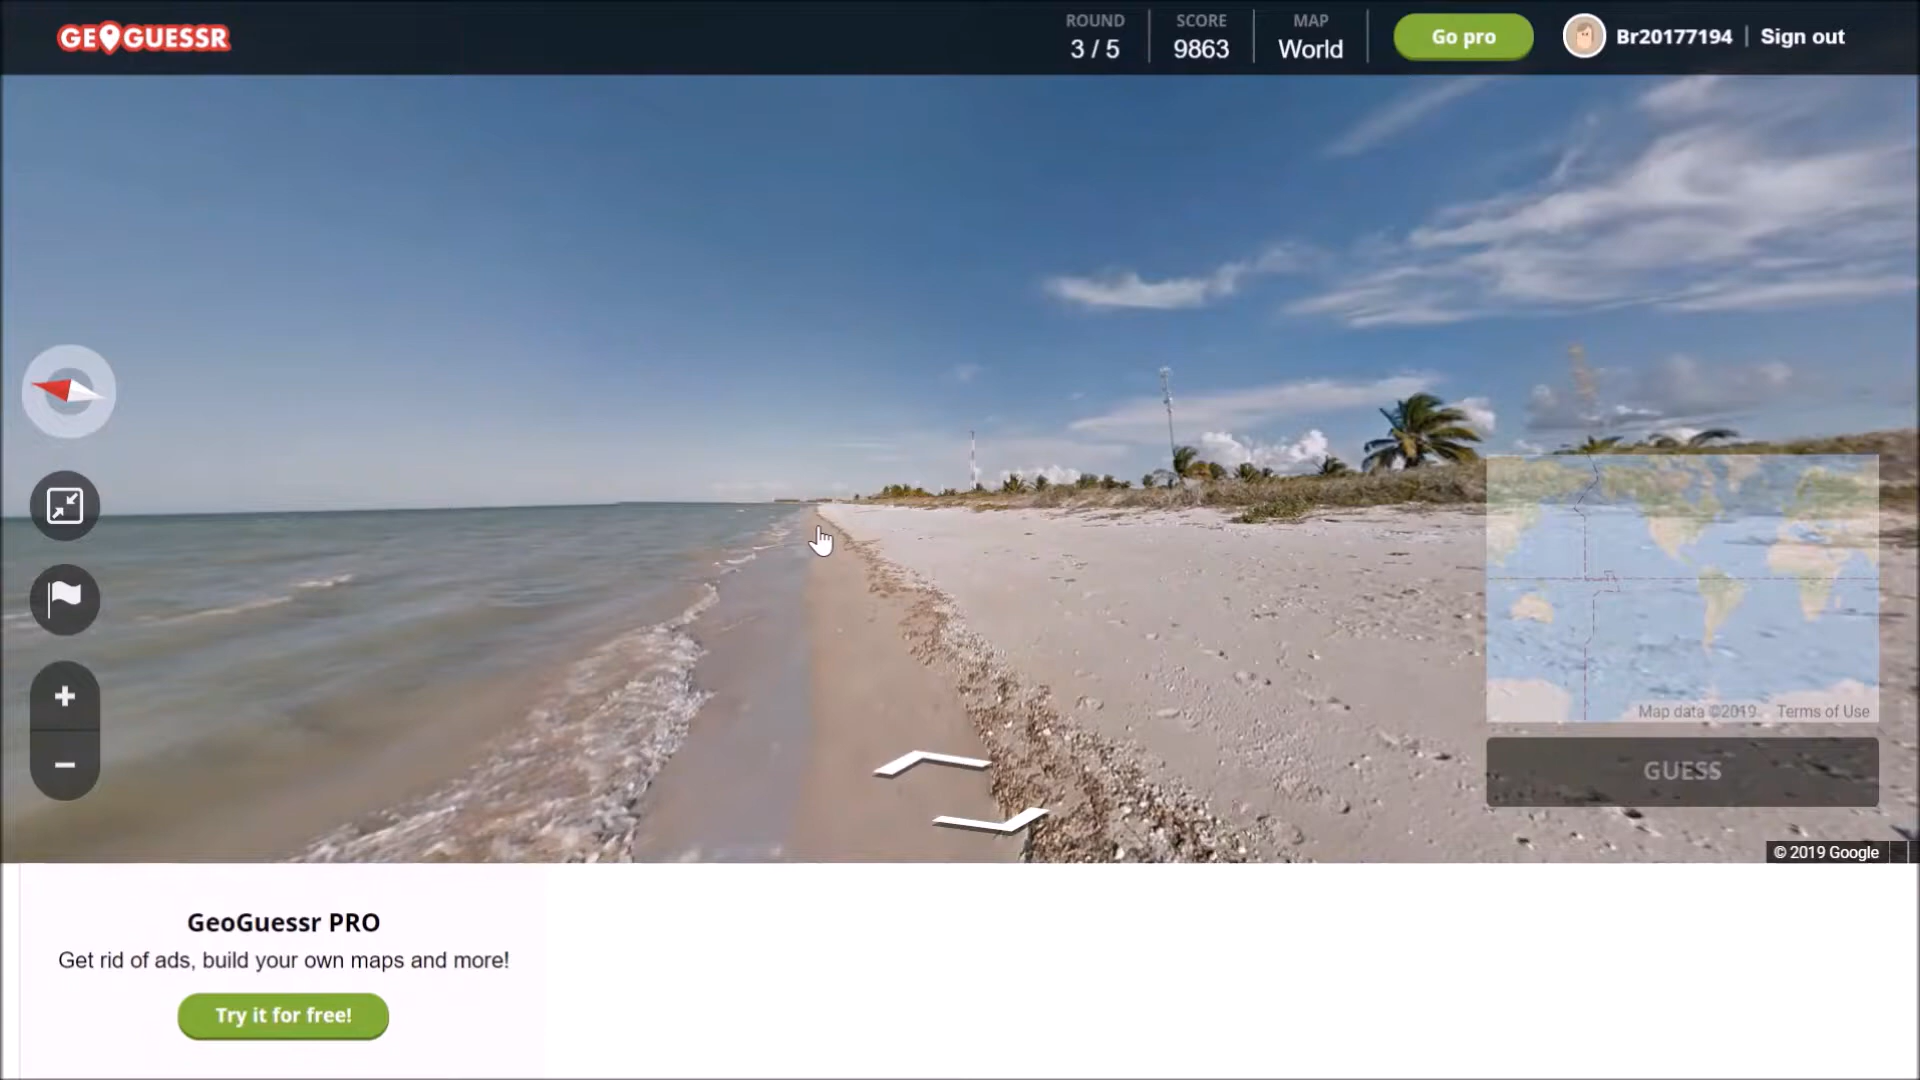 GEOGUESSR
ROUND
3 / 5
SCORE
9863
MAP
World
Go pro
Br20177194 | Sign out
Map data ©2019 Terms of Use
GUESS
© 2019 Google
GeoGuessr PRO
Get rid of ads, build your own maps and more!
Try it for free!